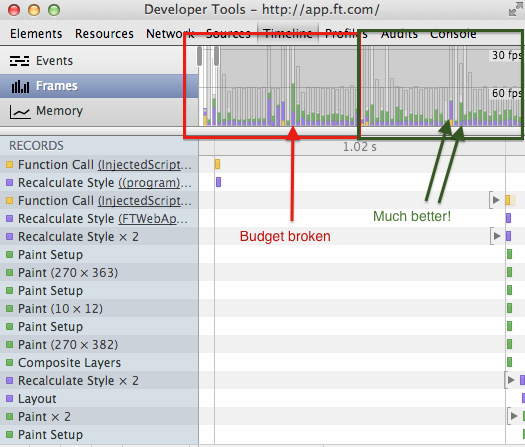 Developer Tools – http://app.ft.com/
Elements Resources Network Sources Timeline Profiles Audits Console
Events
Frames
Memory
30 fps
60 fps
RECORDS
1.02 s
Function Call (InjectedScript...
Recalculate Style ((program)...
Function Call (InjectedScript...
Recalculate Style (FTWebAp...
Much better!
Recalculate Style × 2
Budget broken
Paint Setup
Paint (270 × 363)
Paint Setup
Paint (10 × 12)
Paint Setup
Paint (270 × 382)
Composite Layers
Recalculate Style × 2
Layout
Paint × 2
Paint Setup